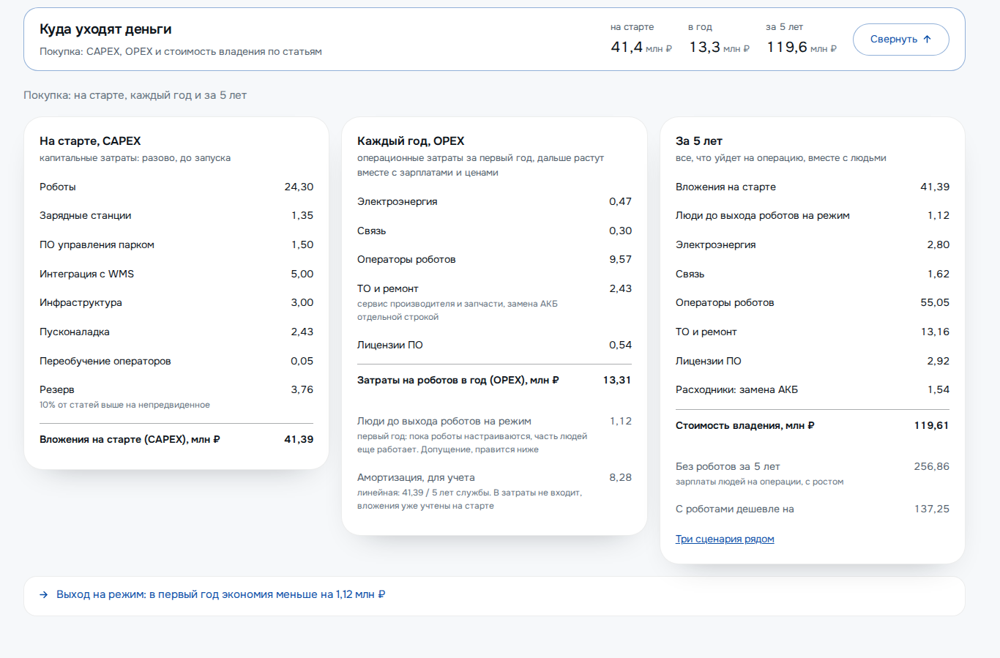 Куда уходят деньги
Покупка: CAPEX, OPEX и стоимость владения по статьям
на старте
41,4 млн ₽
в год
13,3 млн ₽
за 5 лет
119,6 млн ₽
Свернуть ↑
Покупка: на старте, каждый год и за 5 лет
На старте, CAPEX
капитальные затраты: разово, до запуска
Роботы 24,30
Зарядные станции 1,35
ПО управления парком 1,50
Интеграция с WMS 5,00
Инфраструктура 3,00
Пусконаладка 2,43
Переобучение операторов 0,05
Резерв 3,76
10% от статей выше на непредвиденное
Вложения на старте (CAPEX), млн ₽ 41,39
Каждый год, OPEX
операционные затраты за первый год, дальше растут
вместе с зарплатами и ценами
Электроэнергия 0,47
Связь 0,30
Операторы роботов 9,57
ТО и ремонт 2,43
сервис производителя и запчасти, замена АКБ
отдельной строкой
Лицензии ПО 0,54
Затраты на роботов в год (OPEX), млн ₽ 13,31
Люди до выхода роботов на режим 1,12
первый год: пока роботы настраиваются, часть людей
еще работает. Допущение, правится ниже
Амортизация, для учета 8,28
линейная: 41,39 / 5 лет службы. В затраты не входит,
вложения уже учтены на старте
За 5 лет
все, что уйдет на операцию, вместе с людьми
Вложения на старте 41,39
Люди до выхода роботов на режим 1,12
Электроэнергия 2,80
Связь 1,62
Операторы роботов 55,05
ТО и ремонт 13,16
Лицензии ПО 2,92
Расходники: замена АКБ 1,54
Стоимость владения, млн ₽ 119,61
Без роботов за 5 лет 256,86
зарплаты людей на операции, с ростом
С роботами дешевле на 137,25
Три сценария рядом
→ Выход на режим: в первый год экономия меньше на 1,12 млн ₽